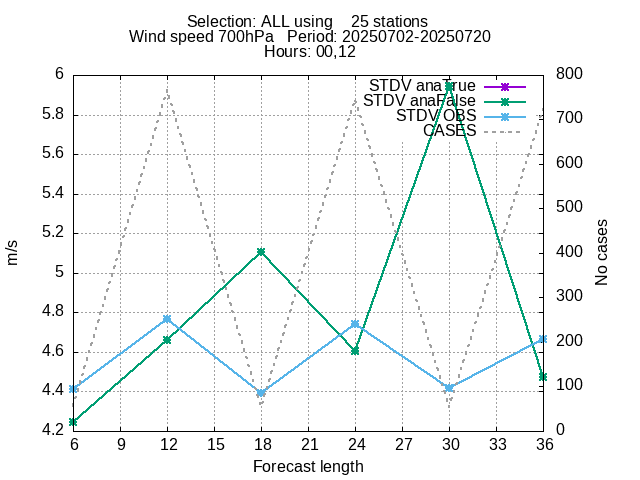 Selection: ALL using 25 stations
Wind speed 700hPa Period: 20250702-20250720
Hours: 00,12
6 800
STDV anaTrue
STDV anaFalse
STDV OBS
CASES
5.8 700
5.6 600
5.4 500
5.2 400
5 300
4.8 200
4.6 100
4.4 0
4.2
m/s
No cases
6 9 12 15 18 21 24 27 30 33 36
Forecast length